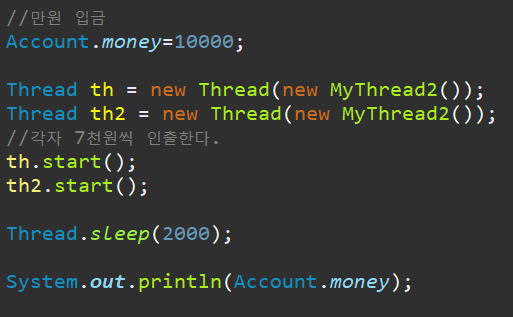 //만원 입금
Account.money=10000;
Thread th = new Thread(new MyThread2());
Thread th2 = new Thread(new MyThread2());
//각자 7천원씩 인출한다.
th.start();
th2.start();
Thread.sleep(2000);
System.out.println(Account.money);